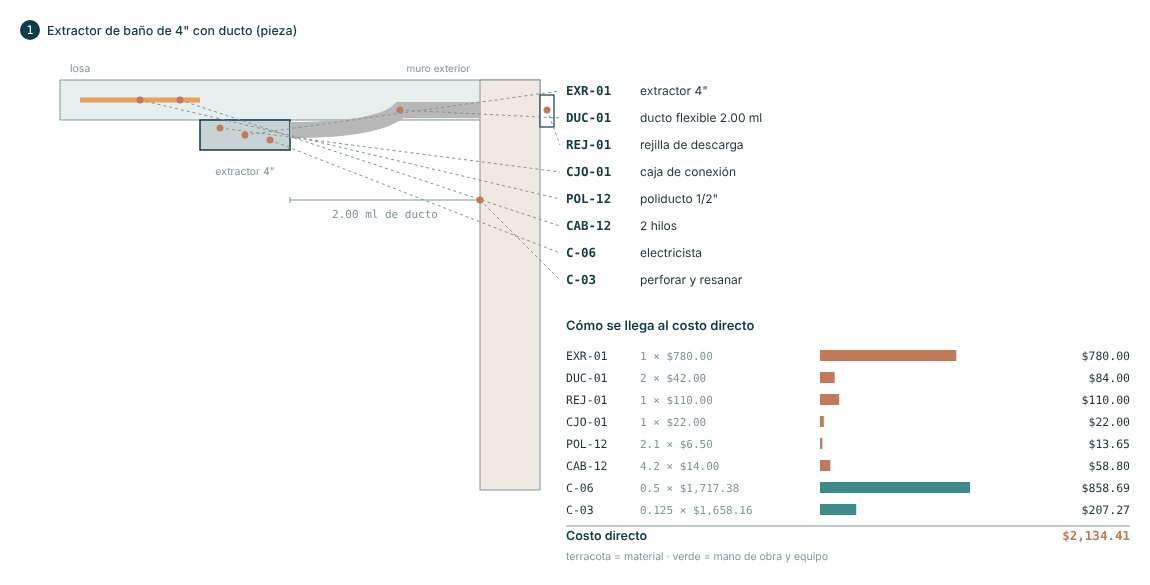 1 Extractor de baño de 4" con ducto (pieza)
losa
muro exterior
extractor 4"
2.00 ml de ducto
EXR-01 extractor 4"
DUC-01 ducto flexible 2.00 ml
REJ-01 rejilla de descarga
CJO-01 caja de conexión
POL-12 poliducto 1/2"
CAB-12 2 hilos
C-06 electricista
C-03 perforar y resanar
Cómo se llega al costo directo
EXR-01 1 × $780.00 $780.00
DUC-01 2 × $42.00 $84.00
REJ-01 1 × $110.00 $110.00
CJO-01 1 × $22.00 $22.00
POL-12 2.1 × $6.50 $13.65
CAB-12 4.2 × $14.00 $58.80
C-06 0.5 × $1,717.38 $858.69
C-03 0.125 × $1,658.16 $207.27
Costo directo $2,134.41
terracota = material · verde = mano de obra y equipo